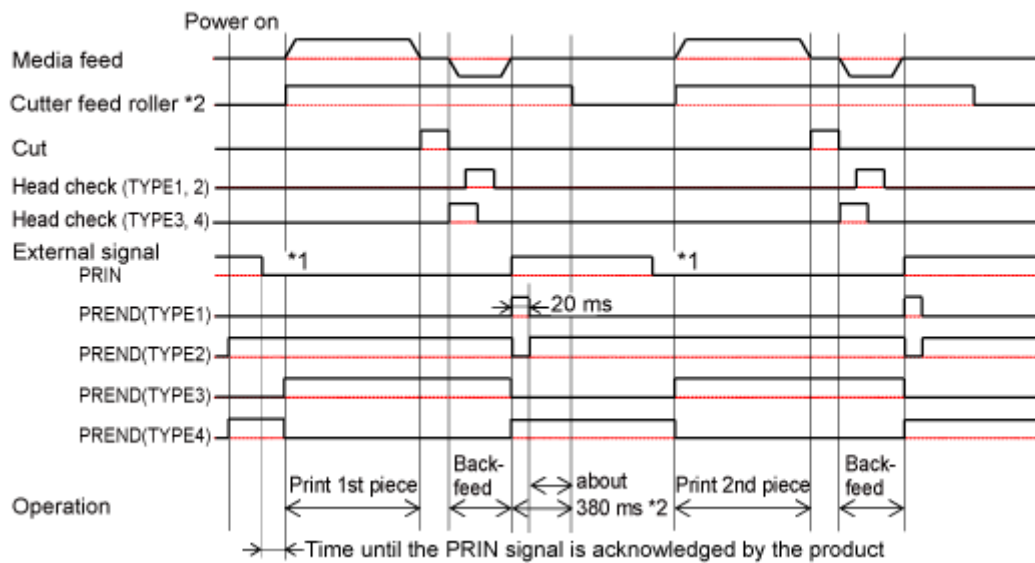 Power on
Media feed
Cutter feed roller *2
Cut
Head check (TYPE1, 2)
Head check (TYPE3, 4)
External signal
PRIN *1 *1
PREND(TYPE1) 20 ms
PREND(TYPE2)
PREND(TYPE3)
PREND(TYPE4)
Operation
Print 1st piece
Back-
feed
about
380 ms *2
Print 2nd piece
Back-
feed
Time until the PRIN signal is acknowledged by the product